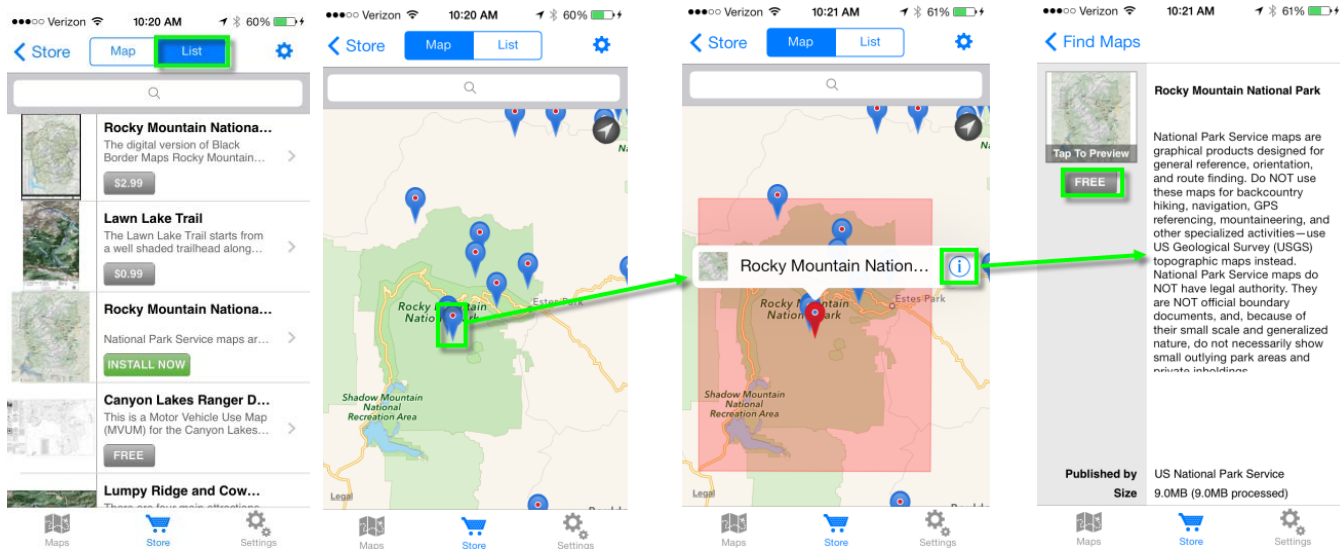 Verizon 10:20 AM 60%
Store Map List
Rocky Mountain Nationa...
The digital version of Black
Border Maps Rocky Mountain...
$2.99
Lawn Lake Trail
The Lawn Lake Trail starts from
a well shaded trailhead along...
$0.99
Rocky Mountain Nationa...
National Park Service maps ar...
INSTALL NOW
Canyon Lakes Ranger D...
This is a Motor Vehicle Use Map
(MVUM) for the Canyon Lakes...
FREE
Lumpy Ridge and Cow...
There are four main attractions
Maps Store Settings
Verizon 10:20 AM 60%
Store Map List
Estes Park
Rocky Mountain
National Park
Shadow Mountain
National
Recreation Area
Legal
Maps Store Settings
Verizon 10:21 AM 61%
Store Map List
Rocky Mountain Nation...
Estes Park
Rocky Mountain
National Park
Shadow Mountain
National
Recreation Area
Legal
Maps Store Settings
Verizon 10:21 AM 61%
Find Maps
Rocky Mountain National Park
Tap To Preview
FREE
National Park Service maps are
graphical products designed for
general reference, orientation,
and route finding. Do NOT use
these maps for backcountry
hiking, navigation, GPS
referencing, mountaineering, and
other specialized activities—use
US Geological Survey (USGS)
topographic maps instead.
National Park Service maps do
NOT have legal authority. They
are NOT official boundary
documents, and, because of
their small scale and generalized
nature, do not necessarily show
small outlying park areas and
private inholdings
Published by US National Park Service
Size 9.0MB (9.0MB processed)
Maps Store Settings